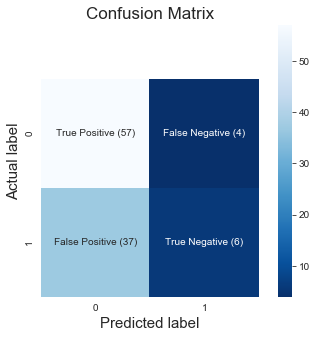 Confusion Matrix
Actual label
0
True Positive (57)
False Negative (4)
1
False Positive (37)
True Negative (6)
0
1
Predicted label
50
40
30
20
10